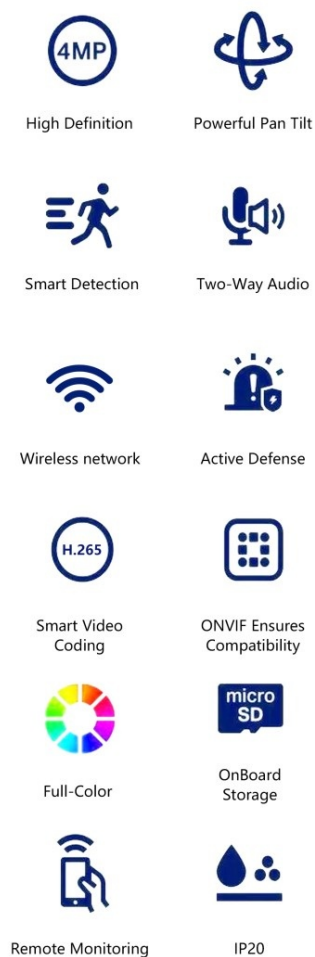 4MP
High Definition
Powerful Pan Tilt
Smart Detection
Two-Way Audio
Wireless network
Active Defense
H.265
Smart Video
Coding
ONVIF Ensures
Compatibility
Full-Color
micro
SD
OnBoard
Storage
Remote Monitoring
IP20